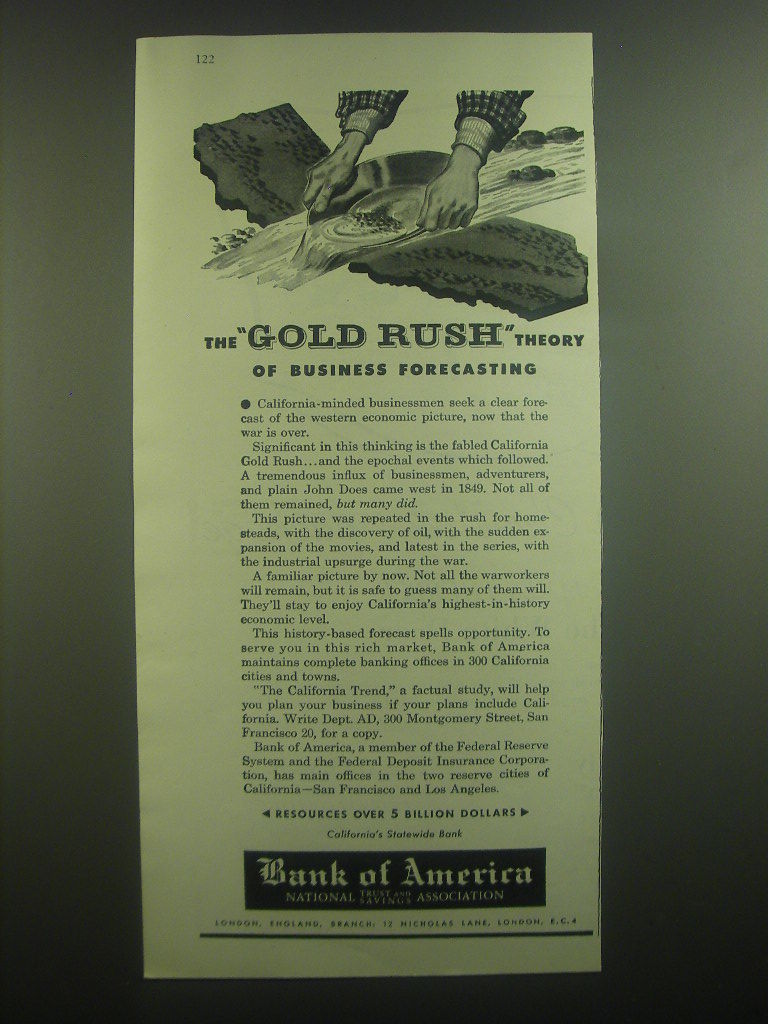 122
THE "GOLD RUSH" THEORY
OF BUSINESS FORECASTING
● California-minded businessmen seek a clear fore-
cast of the western economic picture, now that the
war is over.
Significant in this thinking is the fabled California
Gold Rush...and the epochal events which followed.
A tremendous influx of businessmen, adventurers,
and plain John Does came west in 1849. Not all of
them remained, but many did.
This picture was repeated in the rush for home-
steads, with the discovery of oil, with the sudden ex-
pansion of the movies, and latest in the series, with
the industrial upsurge during the war.
A familiar picture by now. Not all the warworkers
will remain, but it is safe to guess many of them will.
They'll stay to enjoy California's highest-in-history
economic level.
This history-based forecast spells opportunity. To
serve you in this rich market, Bank of America
maintains complete banking offices in 300 California
cities and towns.
"The California Trend," a factual study, will help
you plan your business if your plans include Cali-
fornia. Write Dept. AD, 300 Montgomery Street, San
Francisco 20, for a copy.
Bank of America, a member of the Federal Reserve
System and the Federal Deposit Insurance Corpora-
tion, has main offices in the two reserve cities of
California—San Francisco and Los Angeles.
◄ RESOURCES OVER 5 BILLION DOLLARS ►
California's Statewide Bank
Bank of America
NATIONAL TRUST AND SAVINGS ASSOCIATION
LONDON, ENGLAND, BRANCH: 12 NICHOLAS LANE, LONDON, E.C.4